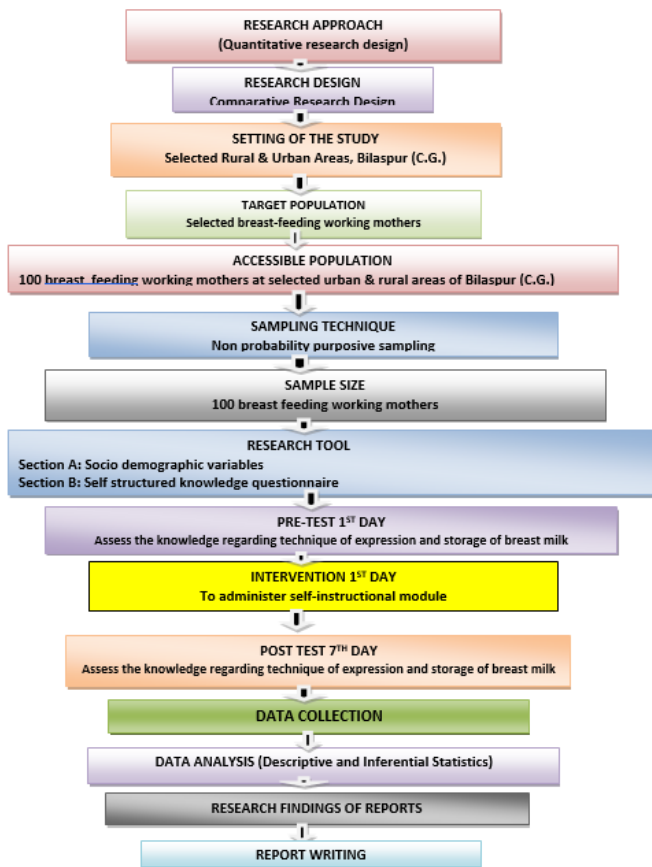 RESEARCH APPROACH
(Quantitative research design)
RESEARCH DESIGN
Comparative Research Design
SETTING OF THE STUDY
Selected Rural & Urban Areas, Bilaspur (C.G.)
TARGET POPULATION
Selected breast-feeding working mothers
ACCESSIBLE POPULATION
100 breast feeding working mothers at selected urban & rural areas of Bilaspur (C.G.)
SAMPLING TECHNIQUE
Non probability purposive sampling
SAMPLE SIZE
100 breast feeding working mothers
RESEARCH TOOL
Section A: Socio demographic variables
Section B: Self structured knowledge questionnaire
PRE-TEST 1ST DAY
Assess the knowledge regarding technique of expression and storage of breast milk
INTERVENTION 1ST DAY
To administer self-instructional module
POST TEST 7TH DAY
Assess the knowledge regarding technique of expression and storage of breast milk
DATA COLLECTION
DATA ANALYSIS (Descriptive and Inferential Statistics)
RESEARCH FINDINGS OF REPORTS
REPORT WRITING